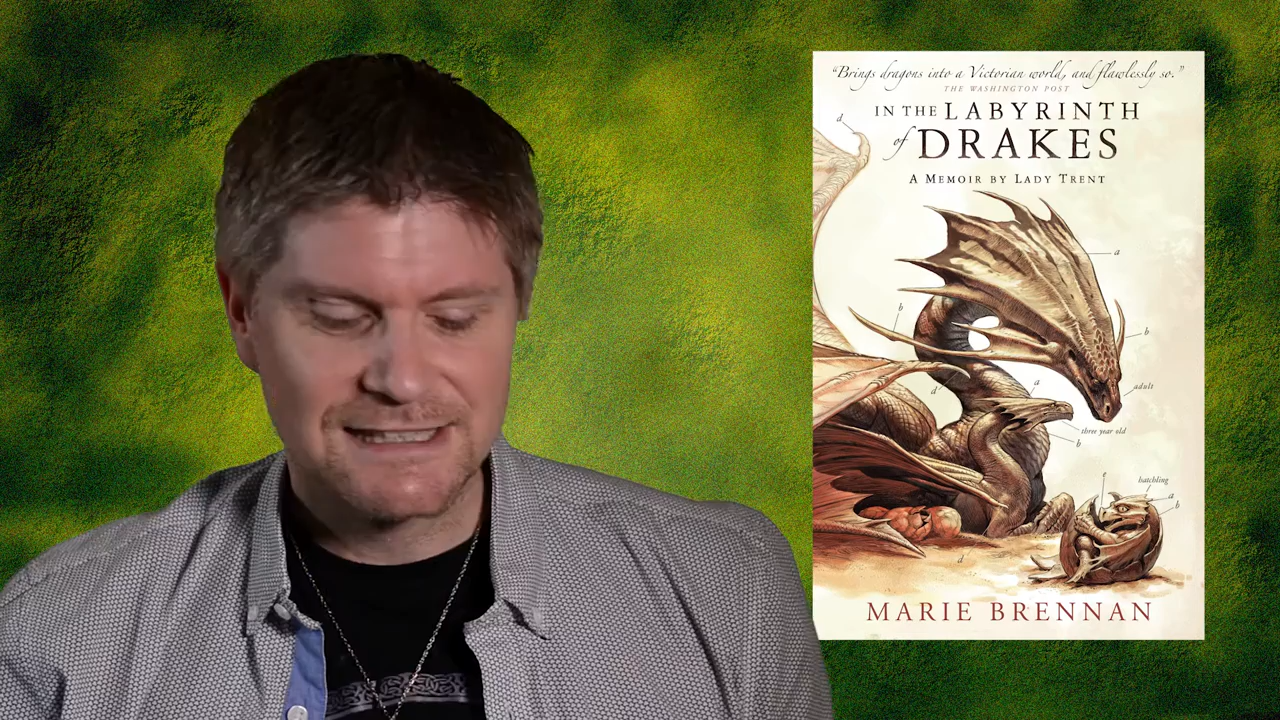 “Brings dragons into a Victorian world, and flawlessly so.”
THE WASHINGTON POST
IN THE LABYRINTH
of DRAKES
A MEMOIR BY LADY TRENT
d
a
b
b
adult
d
a
three year old
b
e
hatchling
a
b
d
MARIE BRENNAN